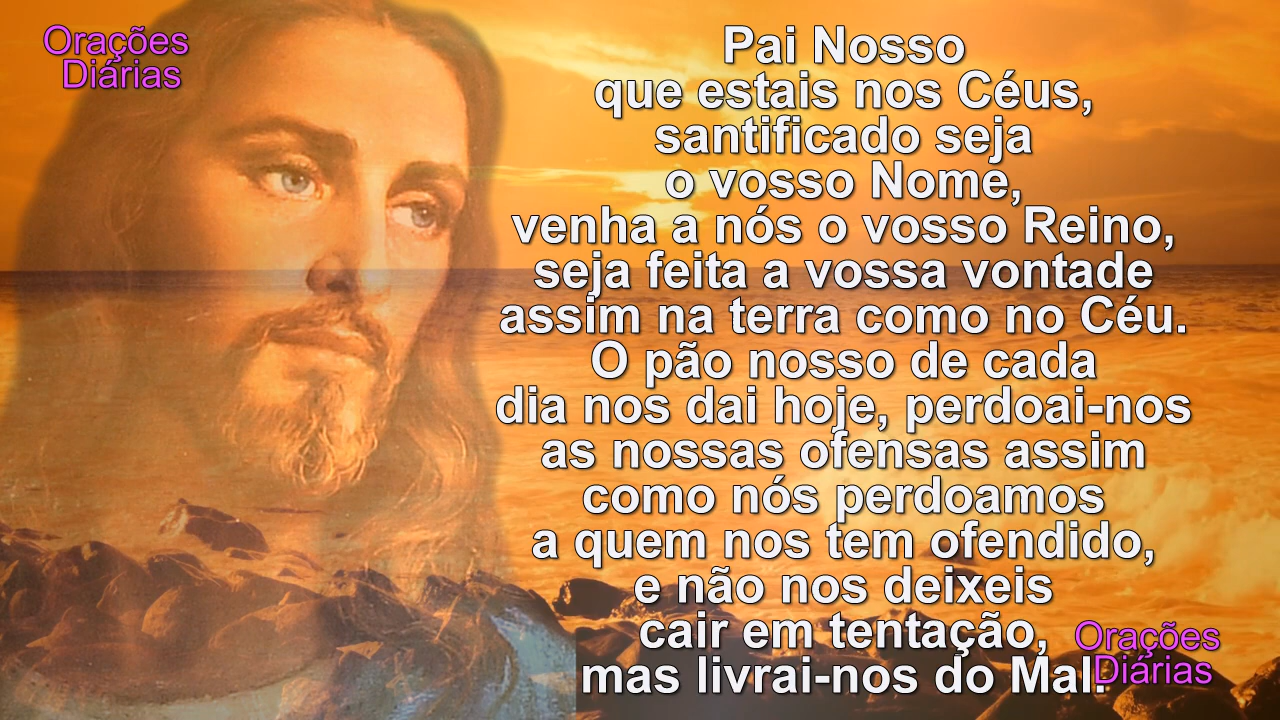 Orações
Diárias
Pai Nosso
que estais nos Céus,
santificado seja
o vosso Nome,
venha a nós o vosso Reino,
seja feita a vossa vontade
assim na terra como no Céu.
O pão nosso de cada
dia nos dai hoje, perdoai-nos
as nossas ofensas assim
como nós perdoamos
a quem nos tem ofendido,
e não nos deixeis
cair em tentação,
mas livrai-nos do Mal.
Orações
Diárias